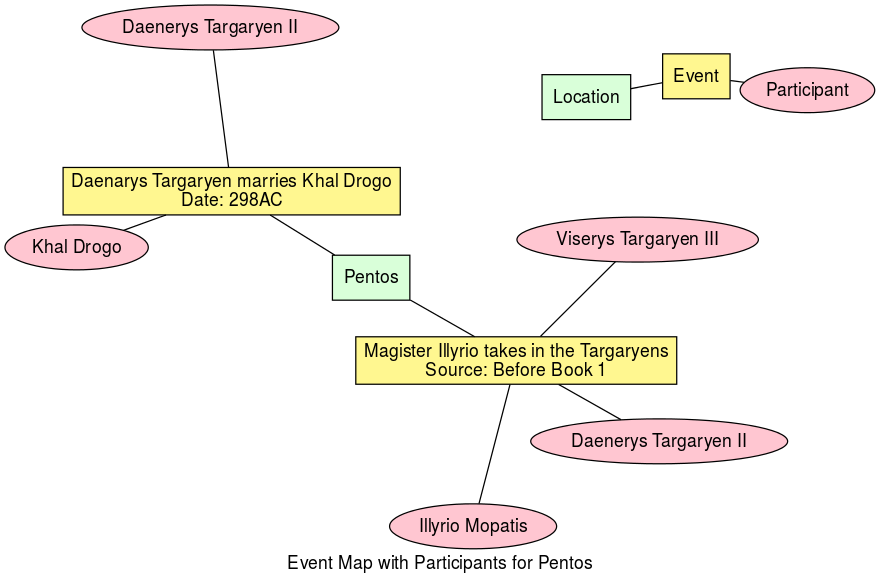 Daenerys Targaryen II
Location
Event
Participant
Daenarys Targaryen marries Khal Drogo
Date: 298AC
Khal Drogo
Pentos
Viserys Targaryen III
Magister Illyrio takes in the Targaryens
Source: Before Book 1
Daenerys Targaryen II
Illyrio Mopatis
Event Map with Participants for Pentos